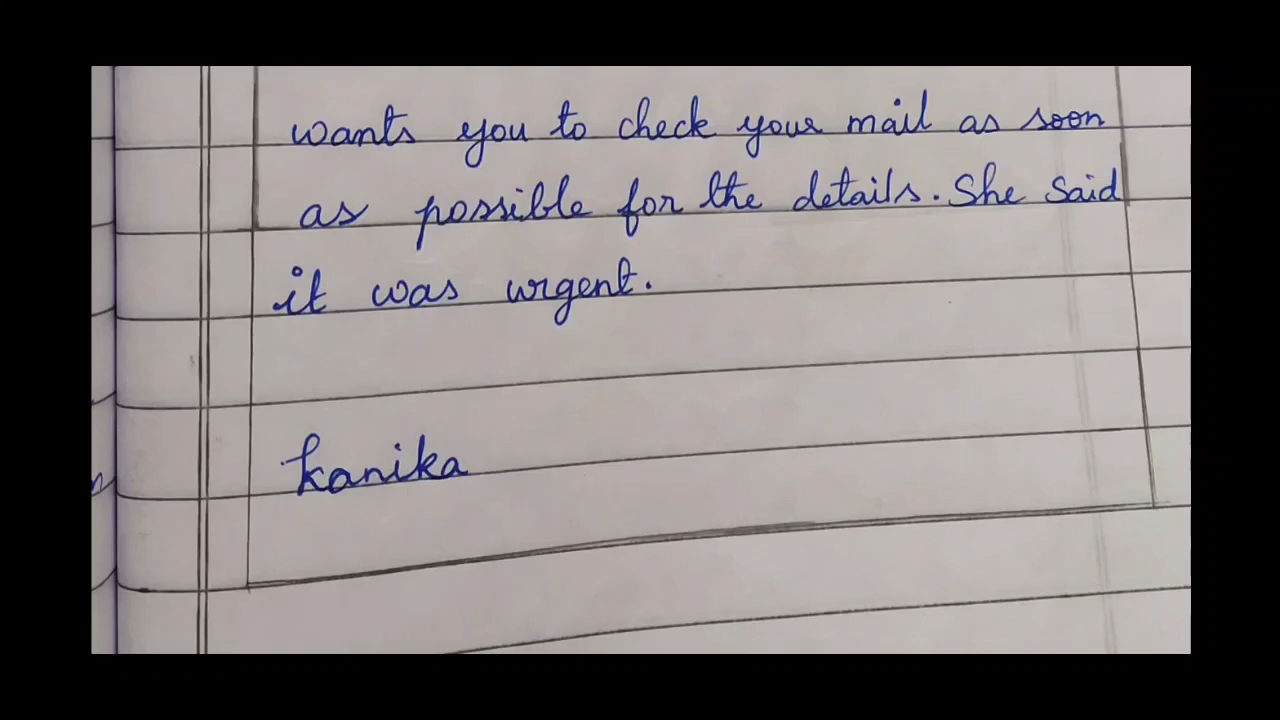 wants you to check your mail as soon
as possible for the details. She said
it was urgent.
Kanika